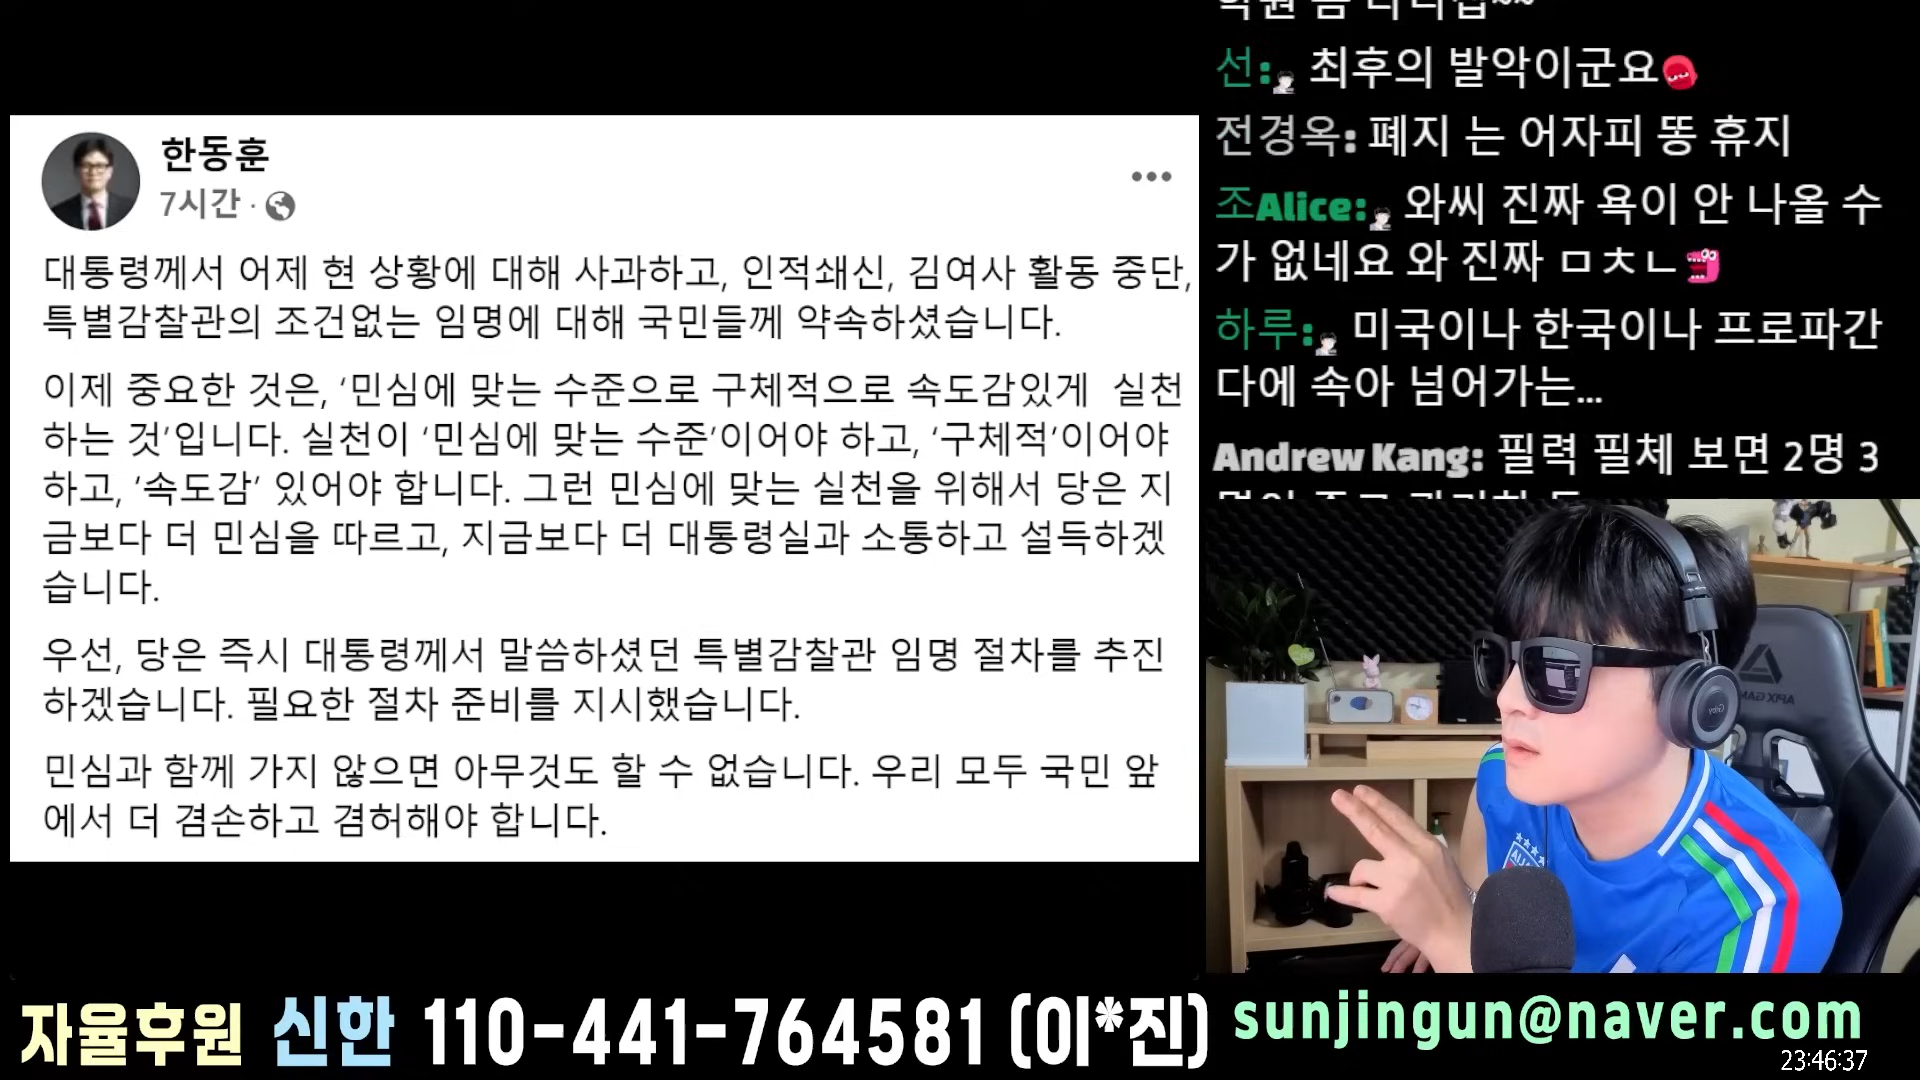 한동훈
7시간 ·
대통령께서 어제 현 상황에 대해 사과하고, 인적쇄신, 김여사 활동 중단,
특별감찰관의 조건없는 임명에 대해 국민들께 약속하셨습니다.
이제 중요한 것은, ‘민심에 맞는 수준으로 구체적으로 속도감있게 실천
하는 것’입니다. 실천이 ‘민심에 맞는 수준’이어야 하고, ‘구체적’이어야
하고, ‘속도감’ 있어야 합니다. 그런 민심에 맞는 실천을 위해서 당은 지
금보다 더 민심을 따르고, 지금보다 더 대통령실과 소통하고 설득하겠
습니다.
우선, 당은 즉시 대통령께서 말씀하셨던 특별감찰관 임명 절차를 추진
하겠습니다. 필요한 절차 준비를 지시했습니다.
민심과 함께 가지 않으면 아무것도 할 수 없습니다. 우리 모두 국민 앞
에서 더 겸손하고 겸허해야 합니다.
선: 최후의 발악이군요
전경옥: 폐지 는 어자피 똥 휴지
조Alice: 와씨 진짜 욕이 안 나올 수
가 없네요 와 진짜 ㅁㅊㄴ
하루: 미국이나 한국이나 프로파간
다에 속아 넘어가는...
Andrew Kang: 필력 필체 보면 2명 3
자율후원 신한 110-441-764581 (이*진)
sunjingun@naver.com
23:46:37